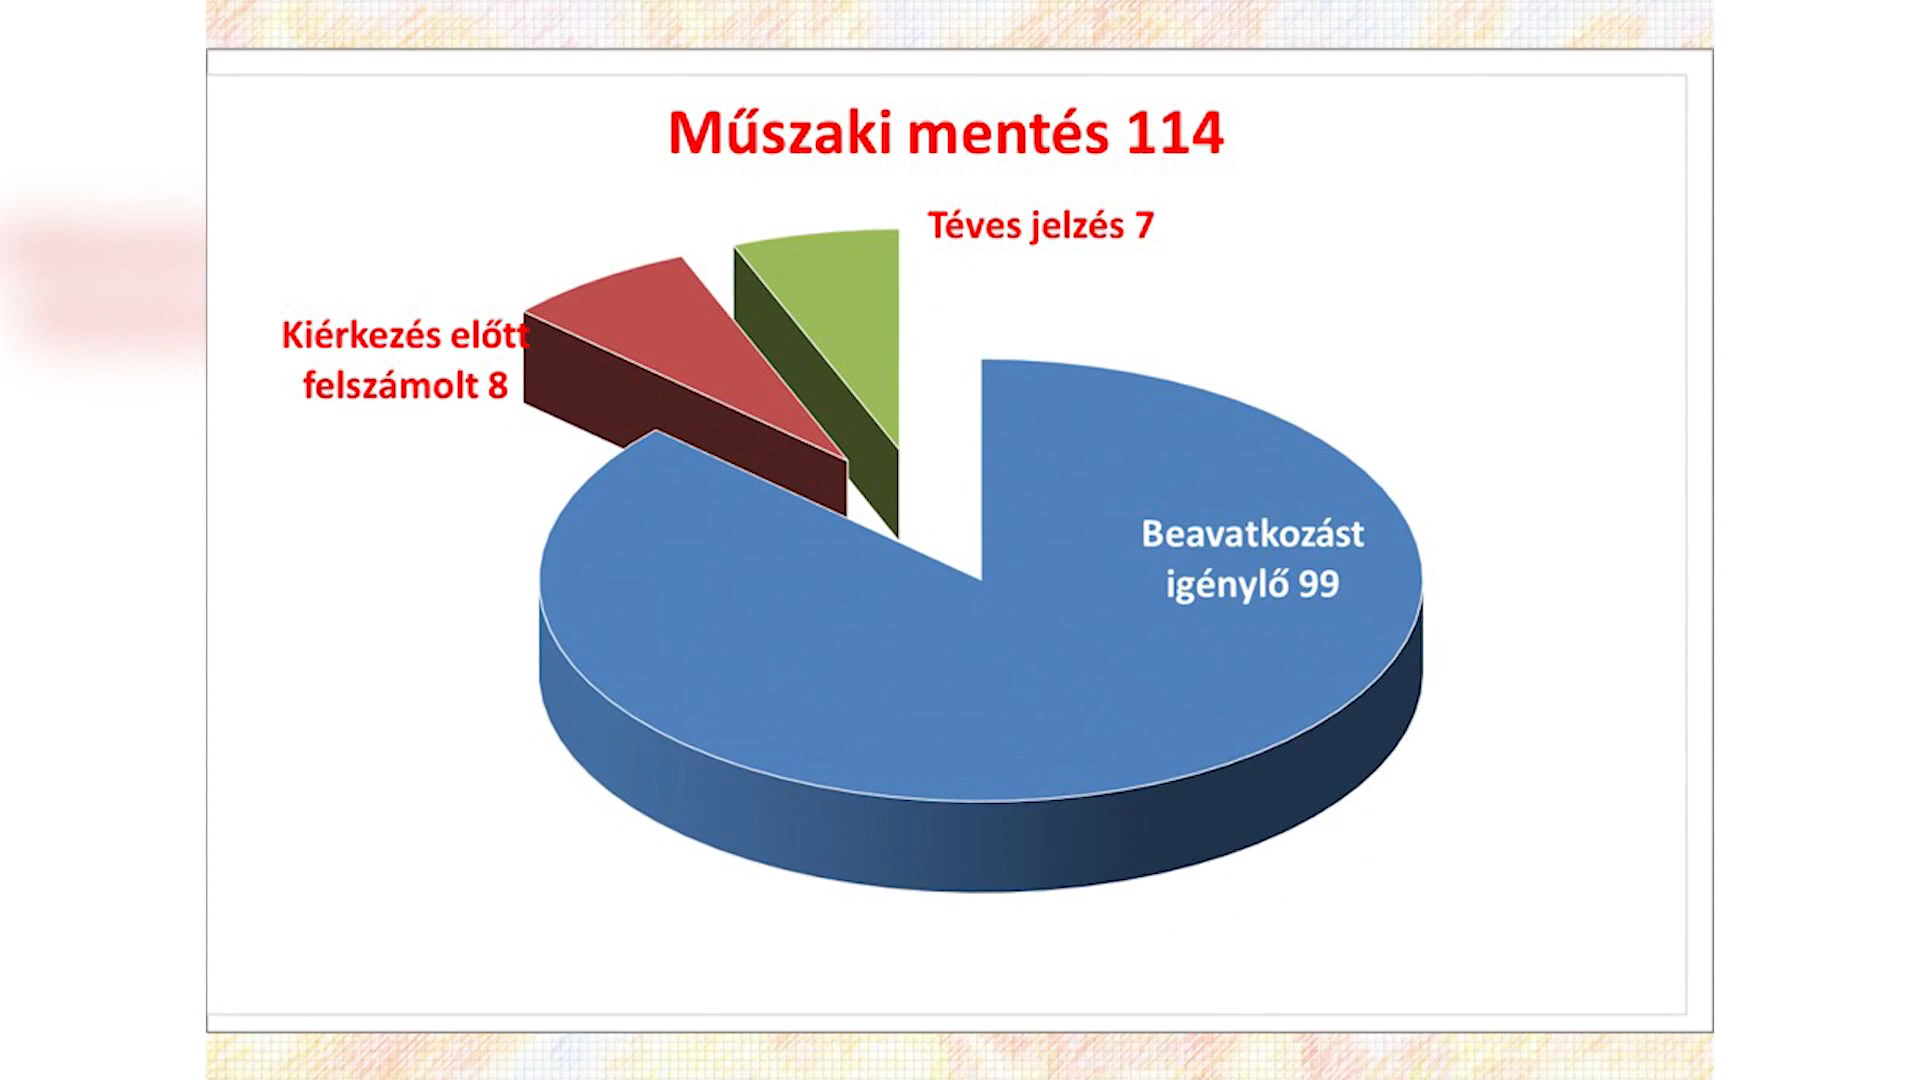 Műszaki mentés 114
Téves jelzés 7
Kiérkezés előtt
felszámolt 8
Beavatkozást
igénylő 99